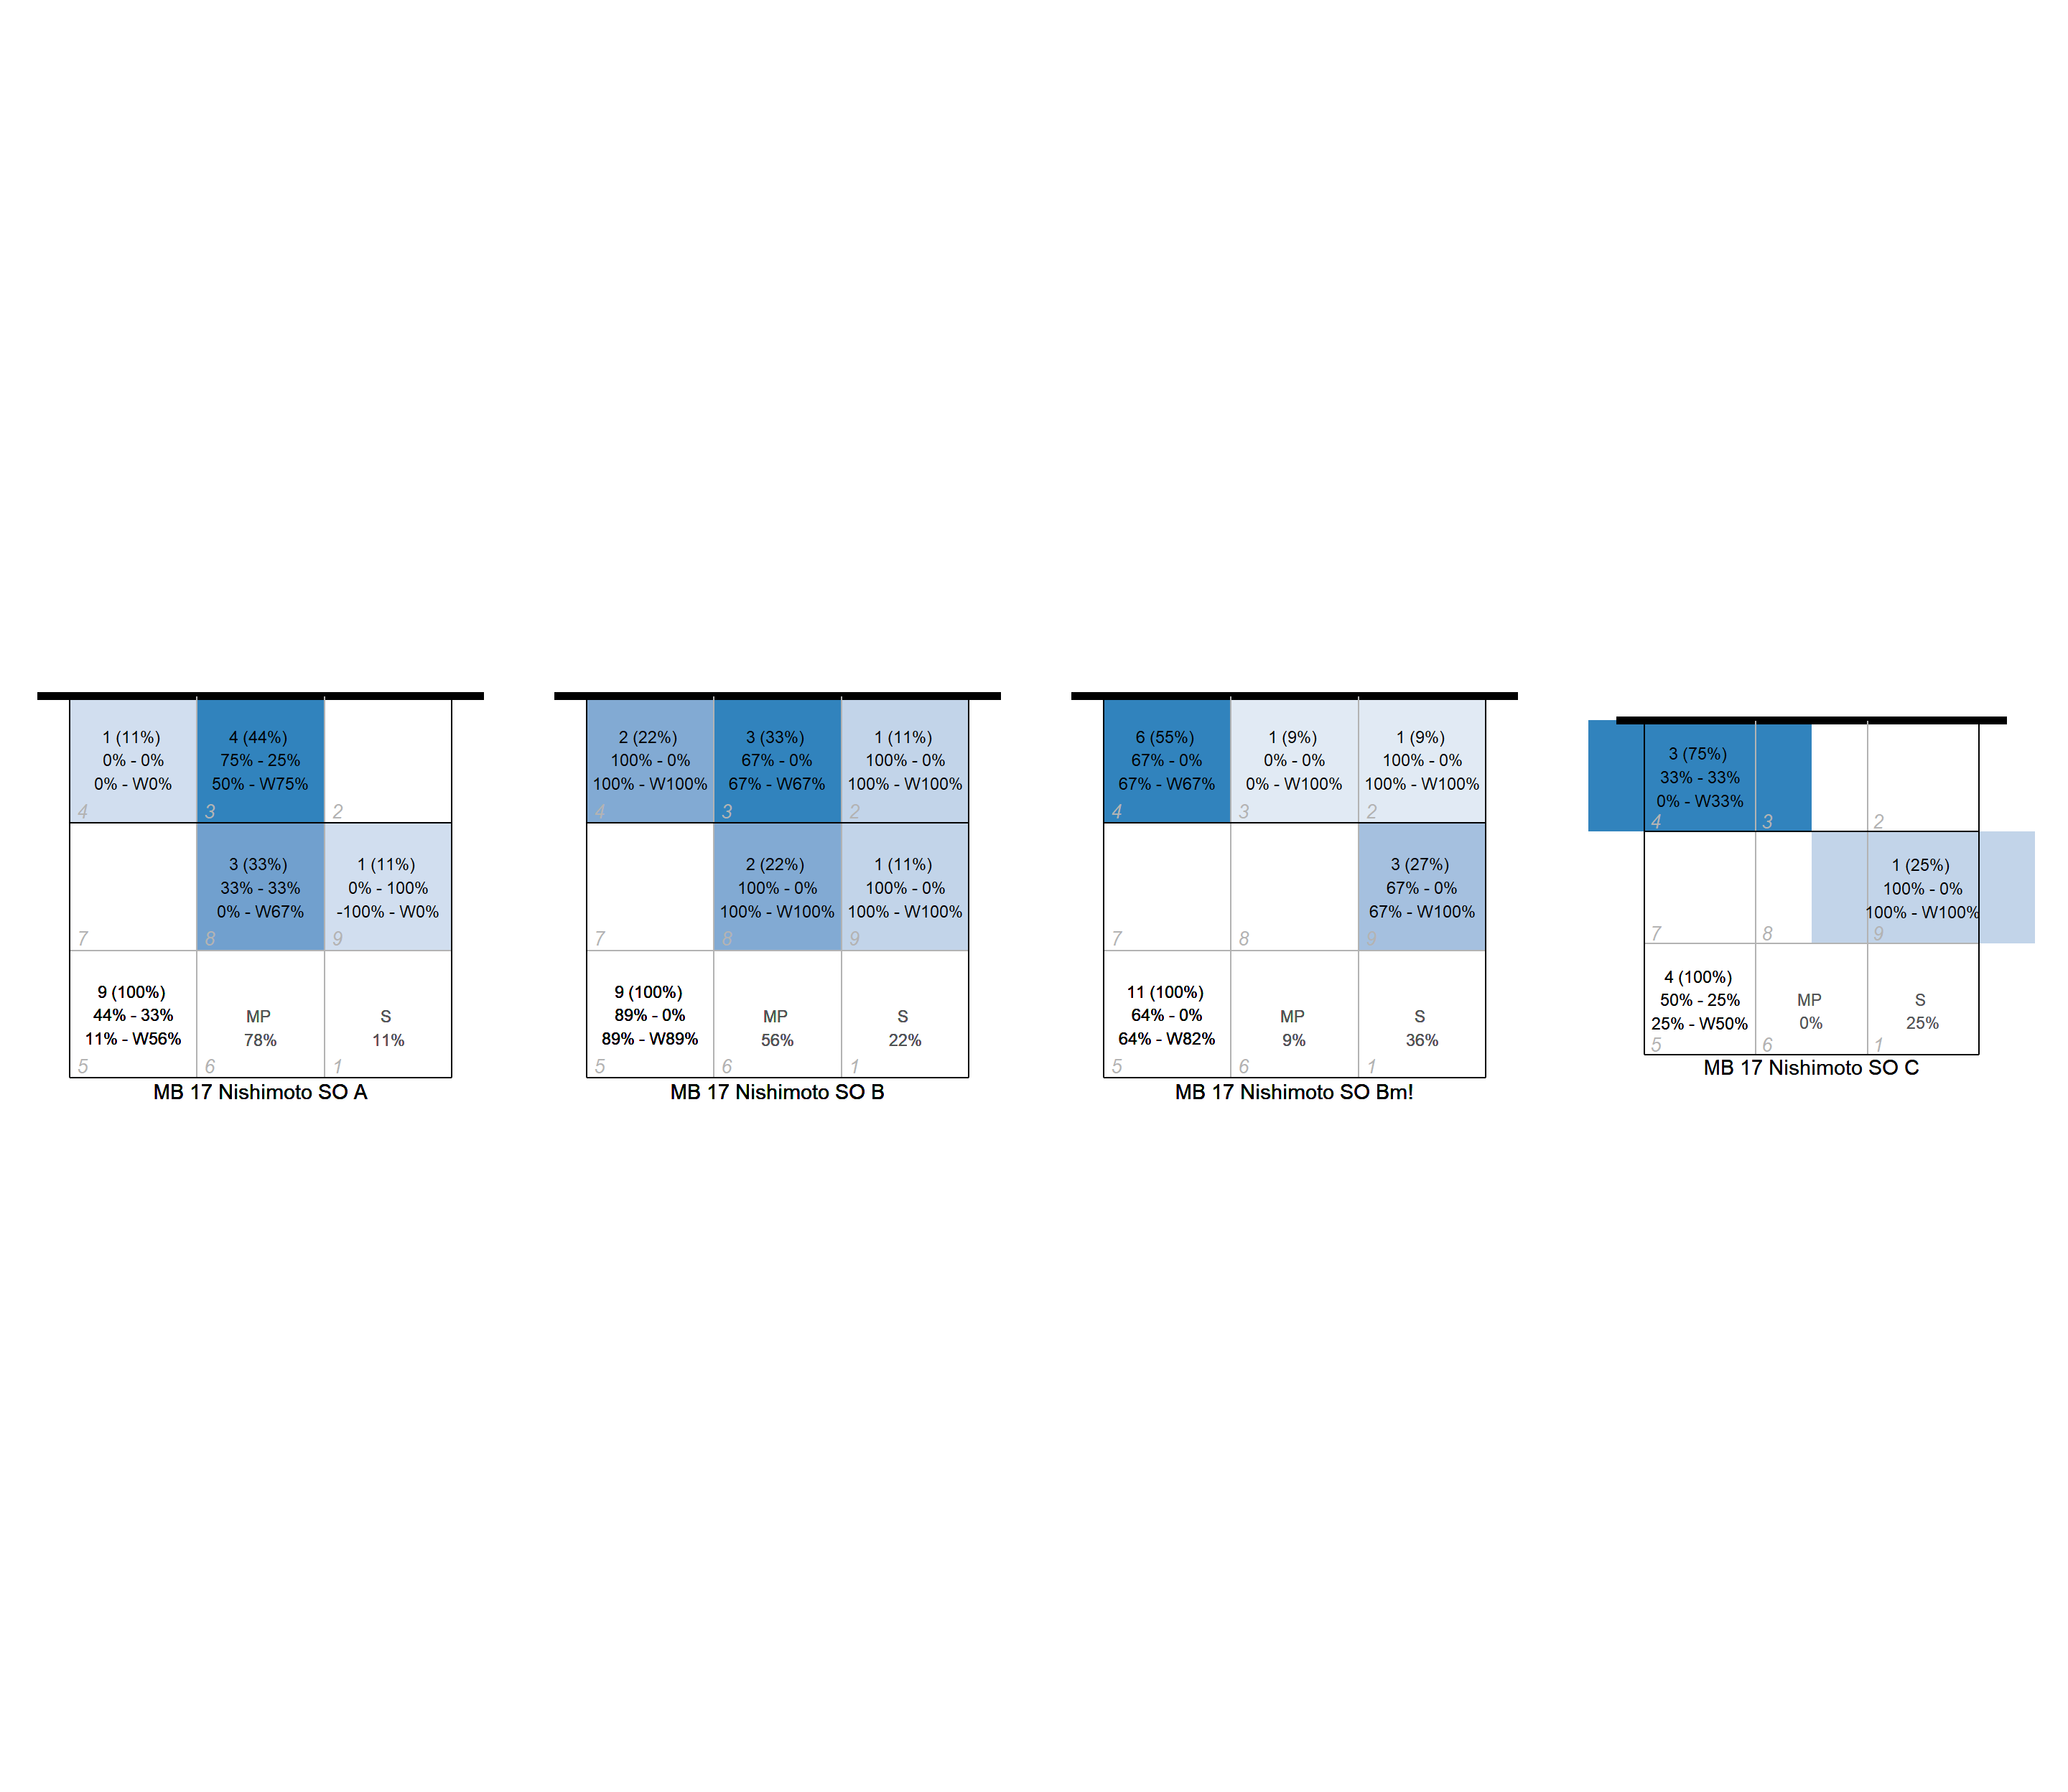 1 (11%)
0% - 0%
0% - W0%
4
4 (44%)
75% - 25%
50% - W75%
3
2
7
3 (33%)
33% - 33%
0% - W67%
8
1 (11%)
0% - 100%
-100% - W0%
9
9 (100%)
44% - 33%
11% - W56%
5
MP
78%
6
S
11%
1
MB 17 Nishimoto SO A
2 (22%)
100% - 0%
100% - W100%
4
3 (33%)
67% - 0%
67% - W67%
3
1 (11%)
100% - 0%
100% - W100%
2
7
2 (22%)
100% - 0%
100% - W100%
8
1 (11%)
100% - 0%
100% - W100%
9
9 (100%)
89% - 0%
89% - W89%
5
MP
56%
6
S
22%
1
MB 17 Nishimoto SO B
6 (55%)
67% - 0%
67% - W67%
4
1 (9%)
0% - 0%
0% - W100%
3
1 (9%)
100% - 0%
100% - W100%
2
7
8
3 (27%)
67% - 0%
67% - W100%
9
11 (100%)
64% - 0%
64% - W82%
5
MP
9%
6
S
36%
1
MB 17 Nishimoto SO Bm!
3 (75%)
33% - 33%
0% - W33%
4
3
2
7
8
1 (25%)
100% - 0%
100% - W100%
9
4 (100%)
50% - 25%
25% - W50%
5
MP
0%
6
S
25%
1
MB 17 Nishimoto SO C